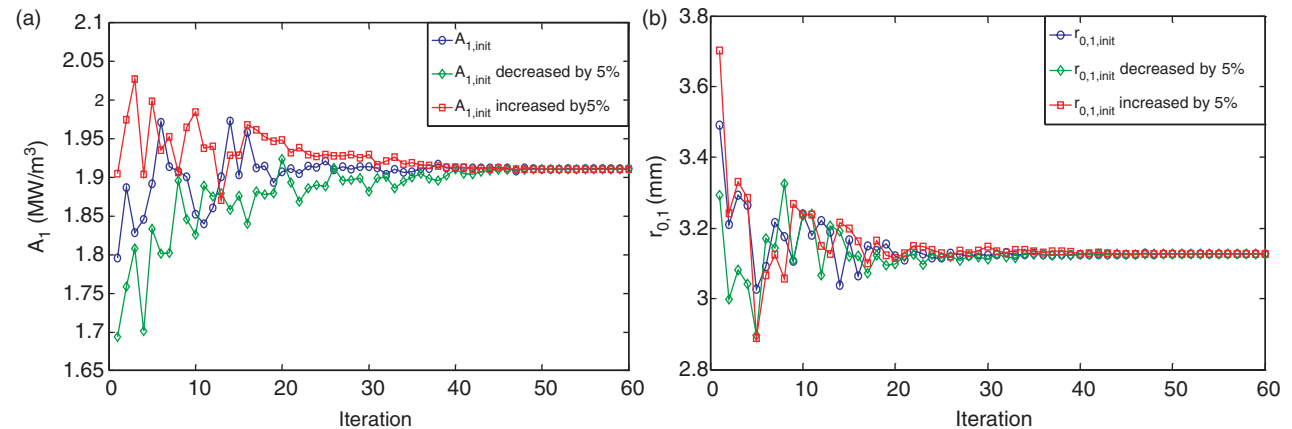 (a)
2.1
2.05
2
1.95
1.9
1.85
1.8
1.75
1.7
1.65
A1 (MW/m³)
0
10
20
30
40
50
60
Iteration
A1,init
A1,init decreased by 5%
A1,init increased by5%
(b)
3.8
3.6
3.4
3.2
3
2.8
r0,1 (mm)
0
10
20
30
40
50
60
Iteration
r0,1,init
r0,1,init decreased by 5%
r0,1,init increased by 5%